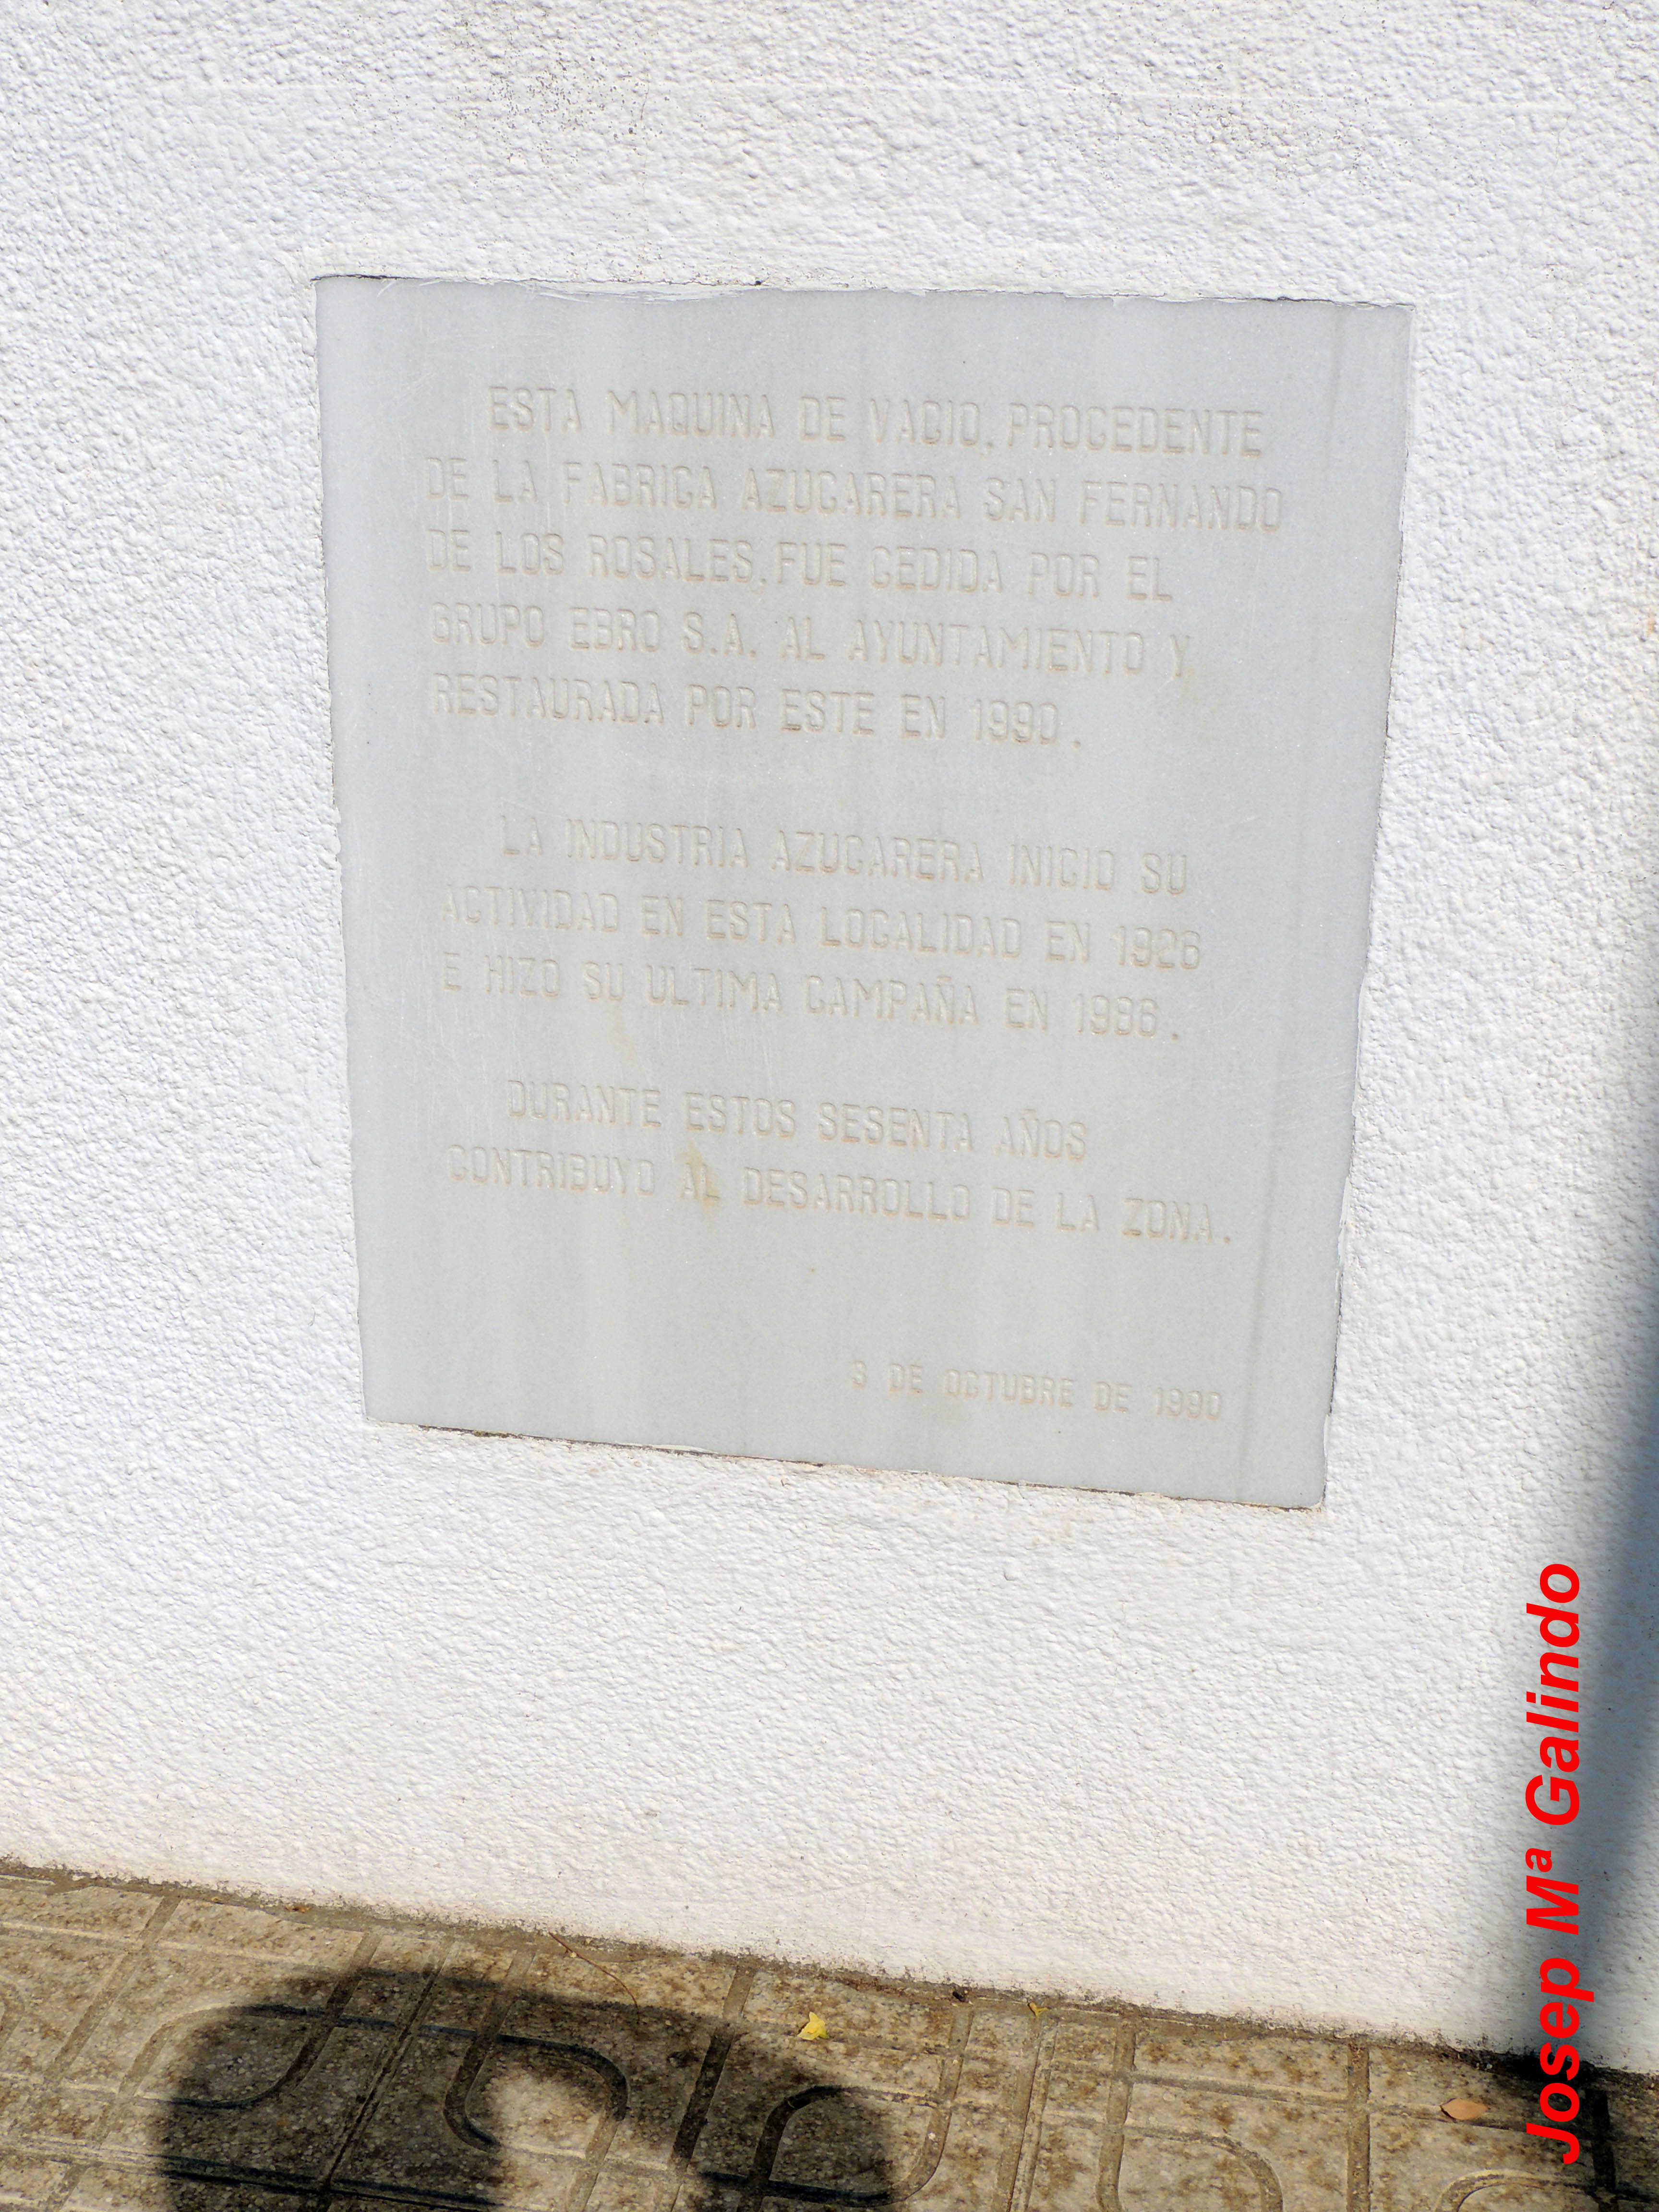 ESTA MAQUINA DE VACIO, PROCEDENTE
DE LA FABRICA AZUCARERA SAN FERNANDO
DE LOS ROSALES, FUE CEDIDA POR EL
GRUPO EBRO S.A. AL AYUNTAMIENTO Y
RESTAURADA POR ESTE EN 1990.
LA INDUSTRIA AZUCARERA INICIO SU
ACTIVIDAD EN ESTA LOCALIDAD EN 1926
E HIZO SU ULTIMA CAMPAÑA EN 1986.
DURANTE ESTOS SESENTA AÑOS
CONTRIBUYO AL DESARROLLO DE LA ZONA.
3 DE OCTUBRE DE 1990
Josep Mª Galindo